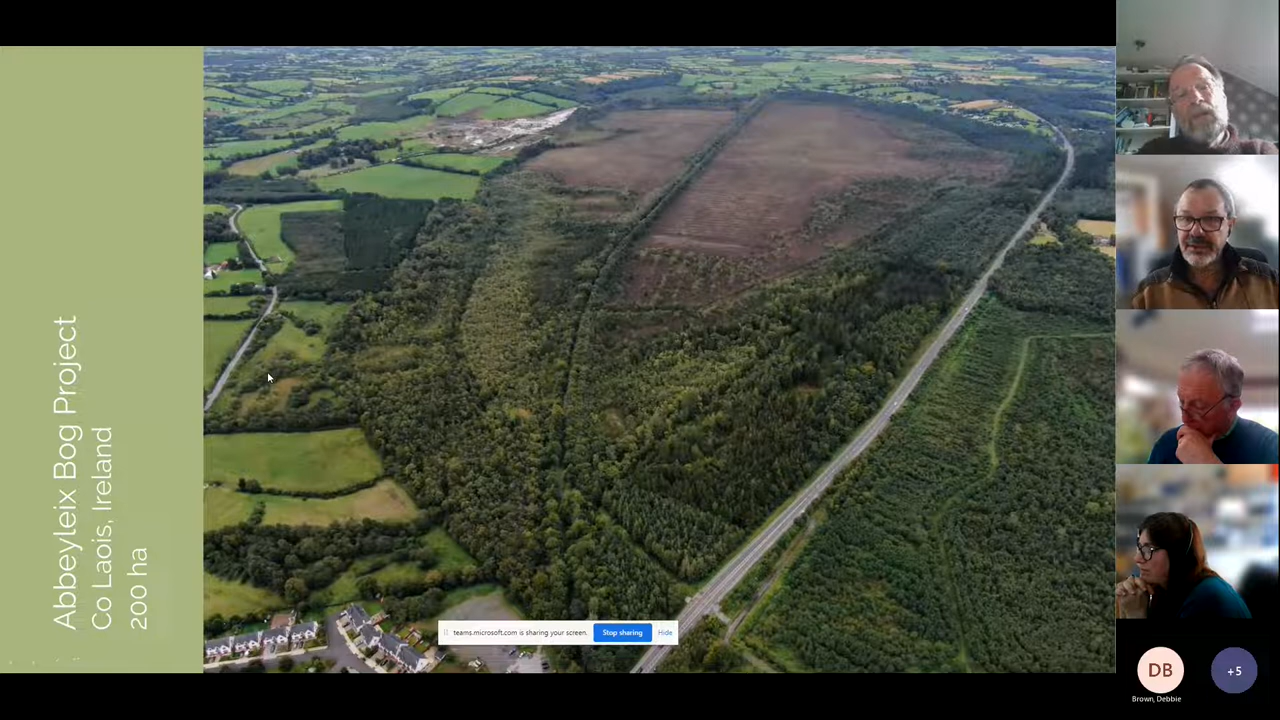 Abbeyleix Bog Project
Co Laois, Ireland
200 ha
teams.microsoft.com is sharing your screen.
Stop sharing
Hide
DB
+5
Brown, Debbie